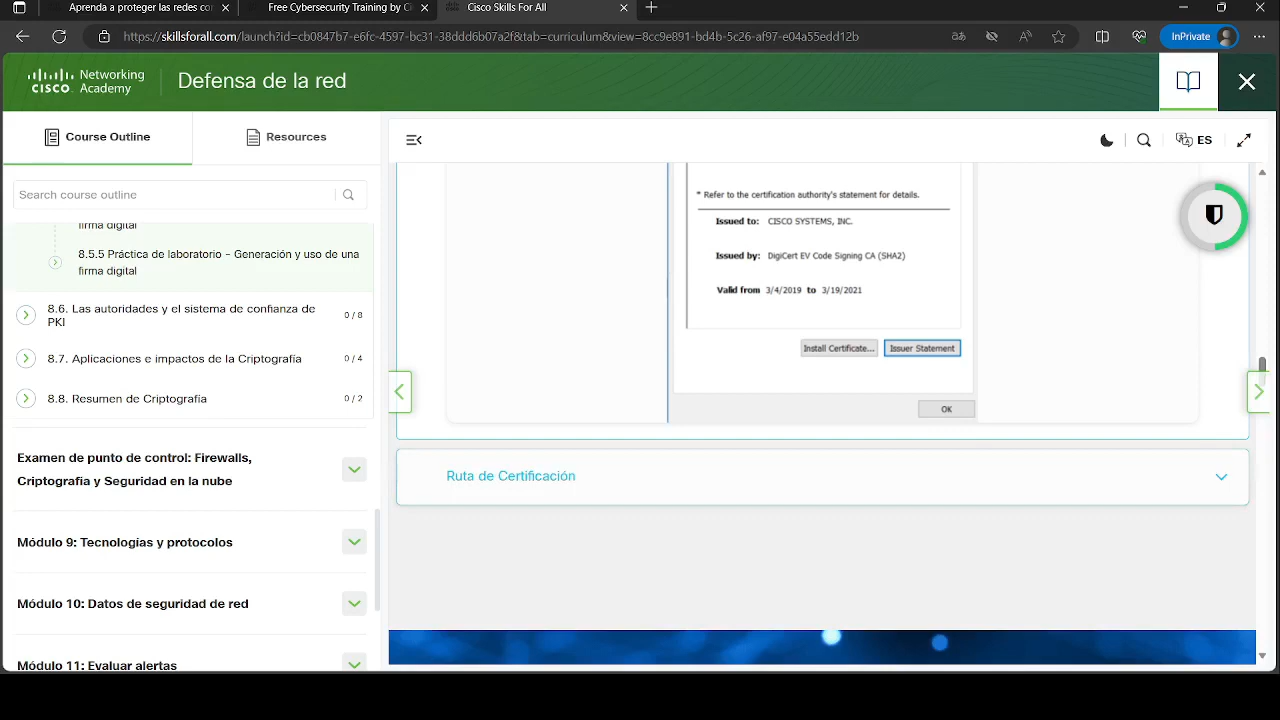 Aprenda a proteger las redes cor
Free Cybersecurity Training by Ci
Cisco Skills For All
https://skillsforall.com/launch?id=cb0847b7-e6fc-4597-bc31-38ddd6b07a2f&tab=curriculum&view=8cc9e891-bd4b-5c26-af97-e04a55edd12b
InPrivate
Networking
CISCO Academy
Defensa de la red
Course Outline
Resources
ES
Search course outline
firma digital
8.5.5 Práctica de laboratorio - Generación y uso de una
firma digital
8.6. Las autoridades y el sistema de confianza de
PKI
0 / 8
8.7. Aplicaciones e impactos de la Criptografía
0 / 4
8.8. Resumen de Criptografía
0 / 2
Examen de punto de control: Firewalls,
Criptografía y Seguridad en la nube
Módulo 9: Tecnologías y protocolos
Módulo 10: Datos de seguridad de red
Módulo 11: Evaluar alertas
* Refer to the certification authority's statement for details.
Issued to: CISCO SYSTEMS, INC.
Issued by: DigiCert EV Code Signing CA (SHA2)
Valid from 3/4/2019 to 3/19/2021
Install Certificate...
Issuer Statement
OK
Ruta de Certificación